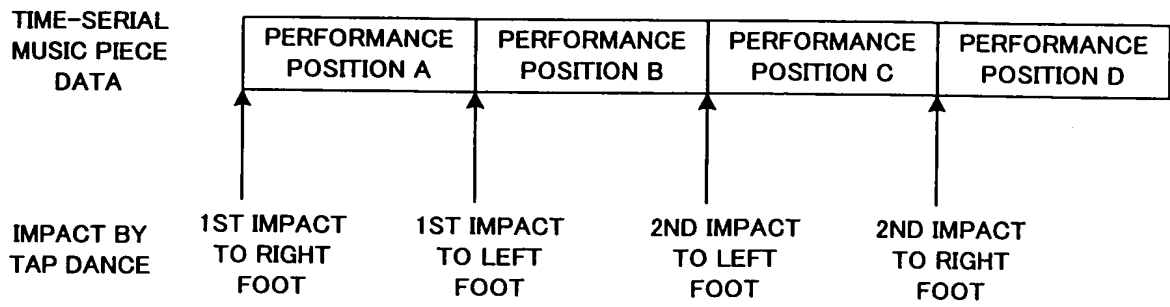 TIME-SERIAL
MUSIC PIECE
DATA
PERFORMANCE
POSITION A
PERFORMANCE
POSITION B
PERFORMANCE
POSITION C
PERFORMANCE
POSITION D
IMPACT BY
TAP DANCE
1ST IMPACT
TO RIGHT
FOOT
1ST IMPACT
TO LEFT
FOOT
2ND IMPACT
TO LEFT
FOOT
2ND IMPACT
TO RIGHT
FOOT